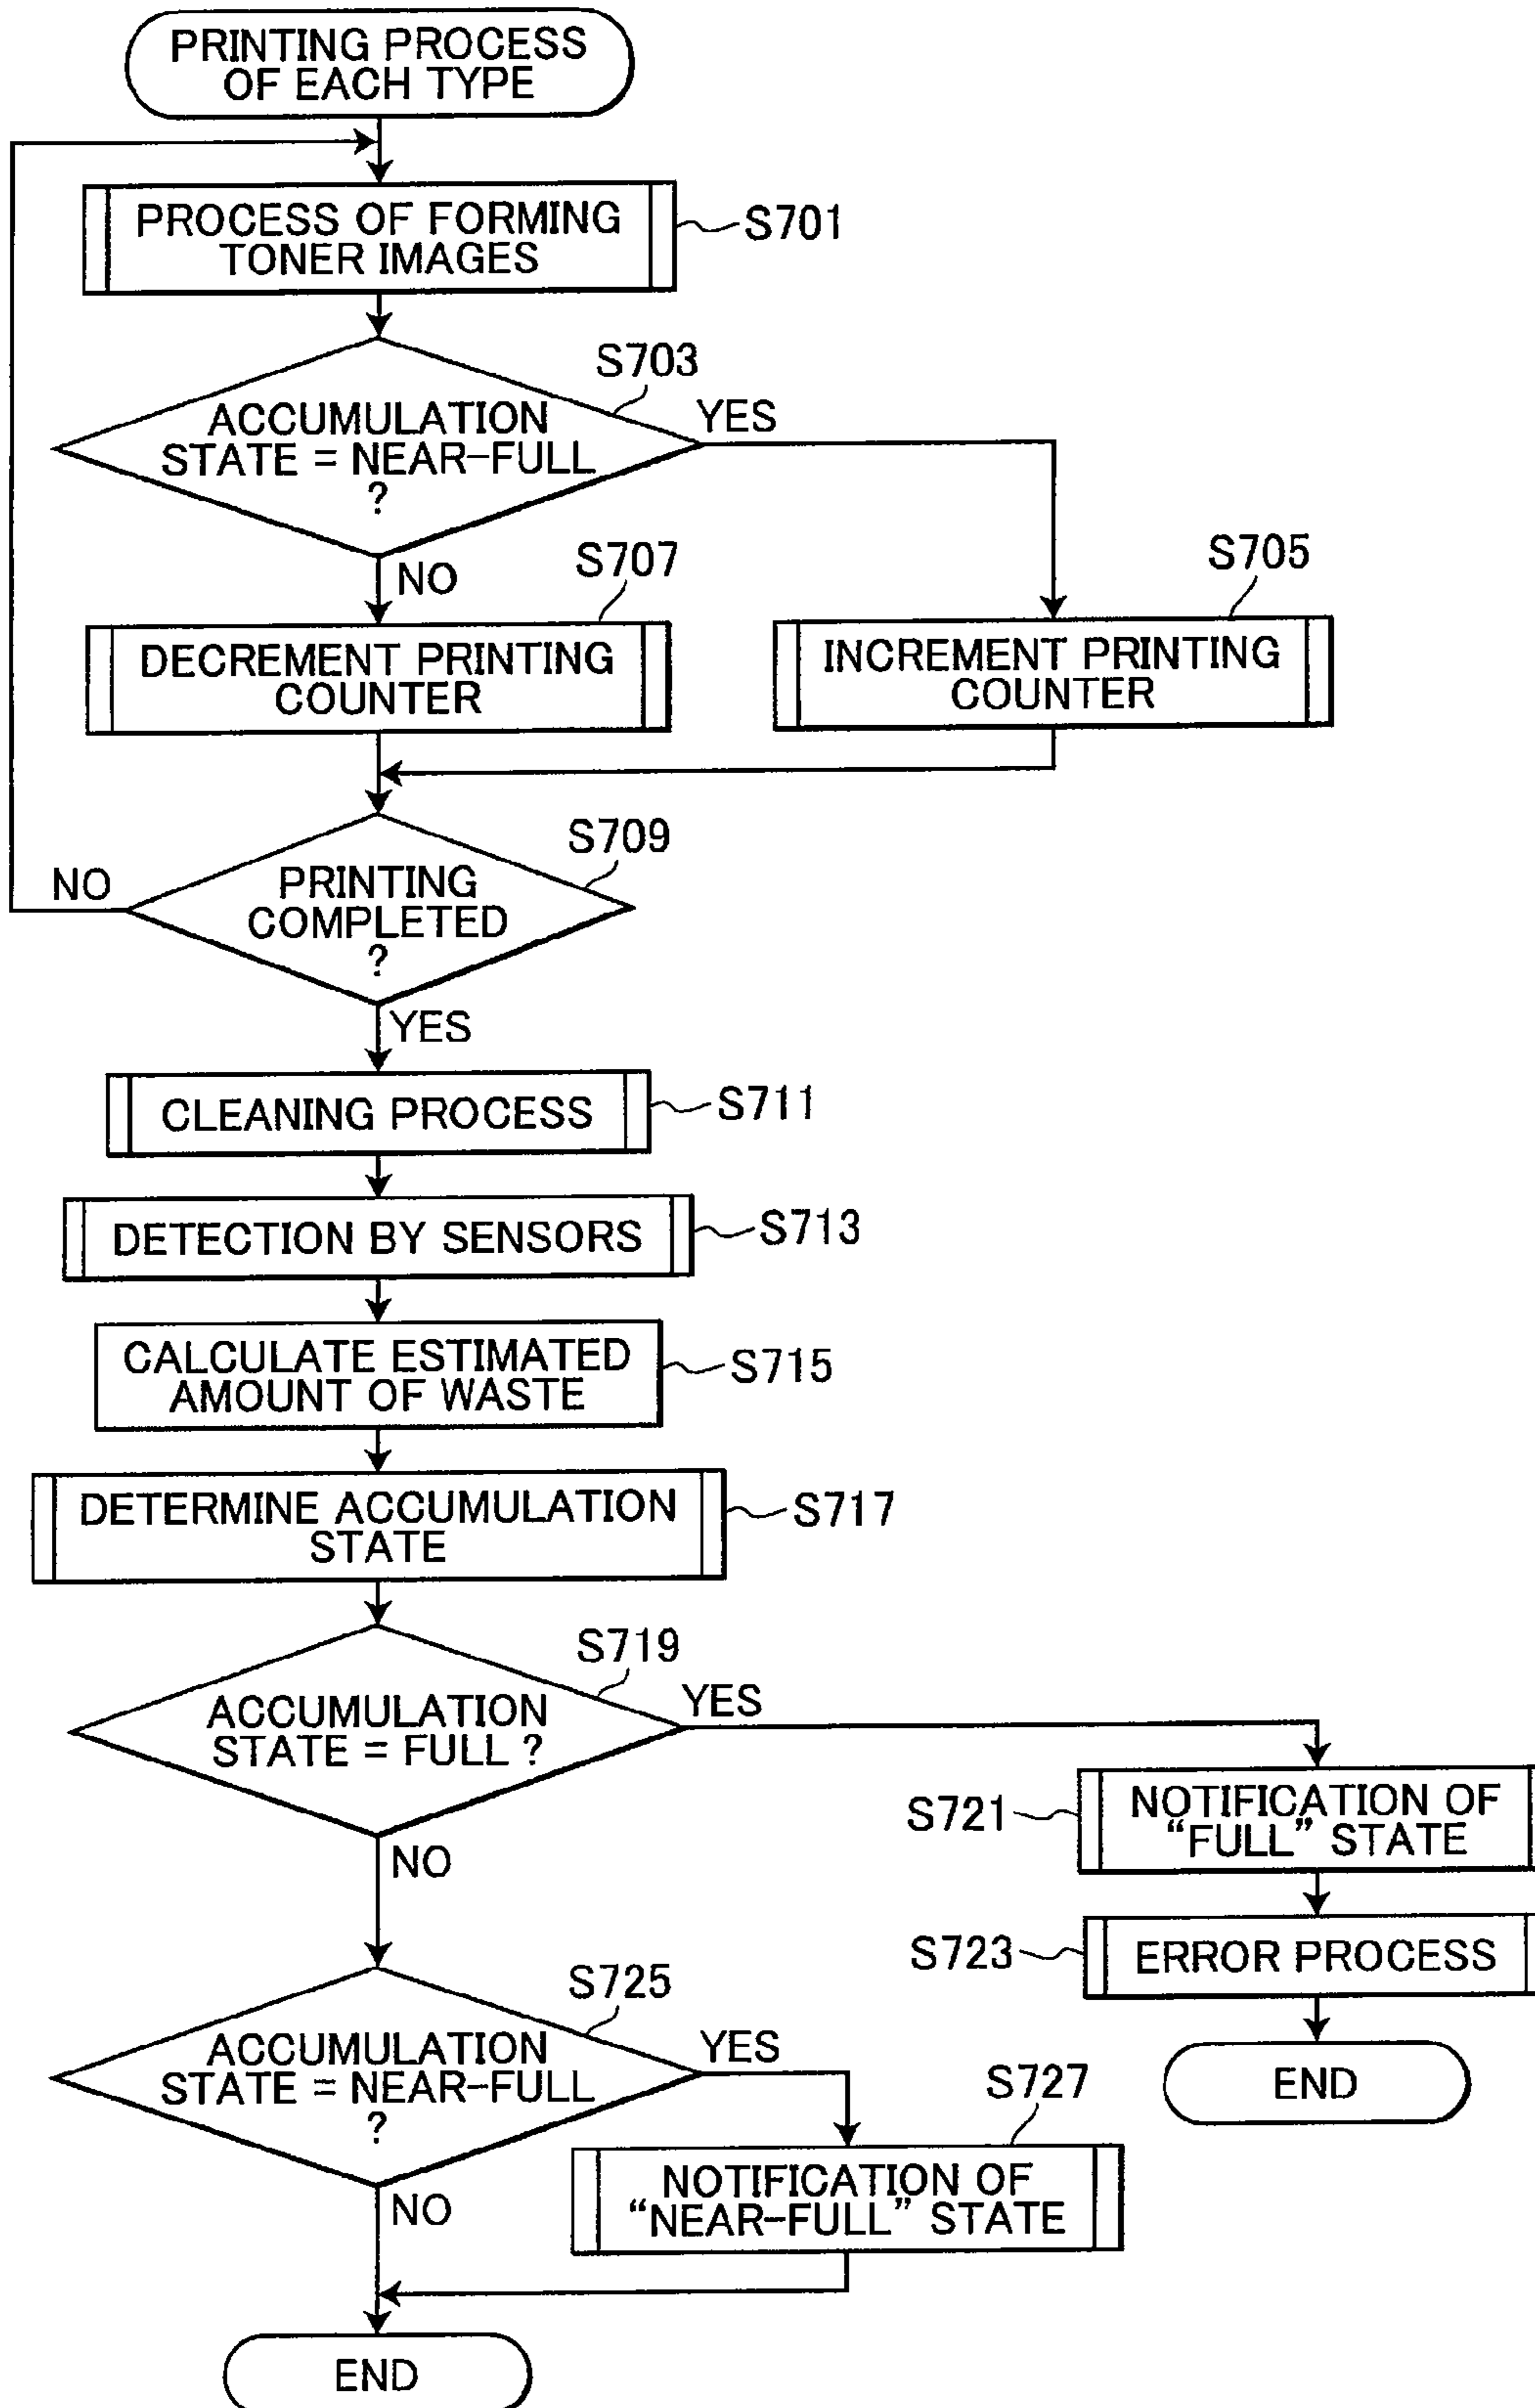 PRINTING PROCESS
OF EACH TYPE
PROCESS OF FORMING
TONER IMAGES
S701
S703
ACCUMULATION
STATE = NEAR-FULL
?
YES
NO
S707
DECREMENT PRINTING
COUNTER
S705
INCREMENT PRINTING
COUNTER
S709
PRINTING
COMPLETED
?
NO
YES
CLEANING PROCESS
S711
DETECTION BY SENSORS
S713
CALCULATE ESTIMATED
AMOUNT OF WASTE
S715
DETERMINE ACCUMULATION
STATE
S717
S719
ACCUMULATION
STATE = FULL ?
YES
NO
S721
NOTIFICATION OF
“FULL” STATE
S723
ERROR PROCESS
END
S725
ACCUMULATION
STATE = NEAR-FULL
?
YES
NO
S727
NOTIFICATION OF
“NEAR-FULL” STATE
END